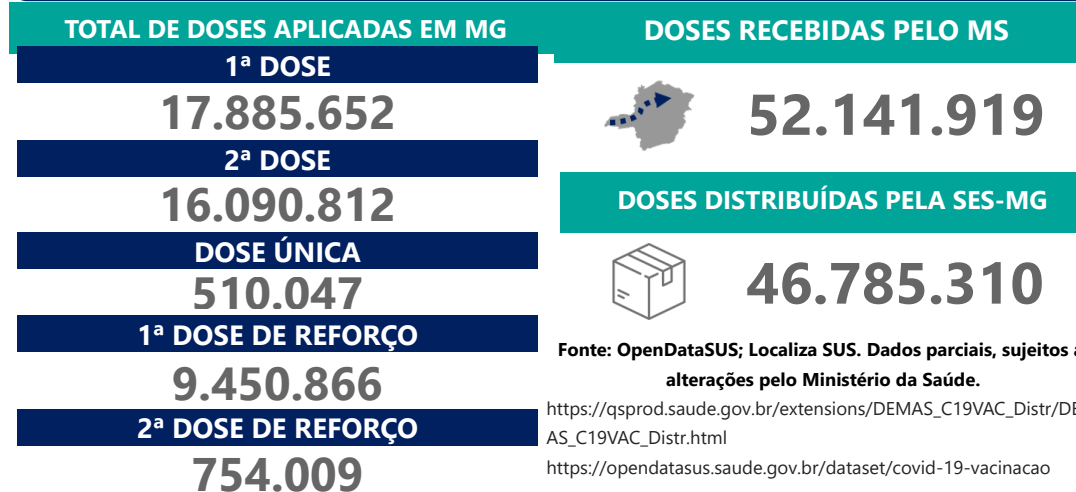 TOTAL DE DOSES APLICADAS EM MG
1ª DOSE
17.885.652
2ª DOSE
16.090.812
DOSE ÚNICA
510.047
1ª DOSE DE REFORÇO
9.450.866
2ª DOSE DE REFORÇO
754.009
DOSES RECEBIDAS PELO MS
52.141.919
DOSES DISTRIBUÍDAS PELA SES-MG
46.785.310
Fonte: OpenDataSUS; Localiza SUS. Dados parciais, sujeitos a
alterações pelo Ministério da Saúde.
https://qsprod.saude.gov.br/extensions/DEMAS_C19VAC_Distr/DE
AS_C19VAC_Distr.html
https://opendatasus.saude.gov.br/dataset/covid-19-vacinacao